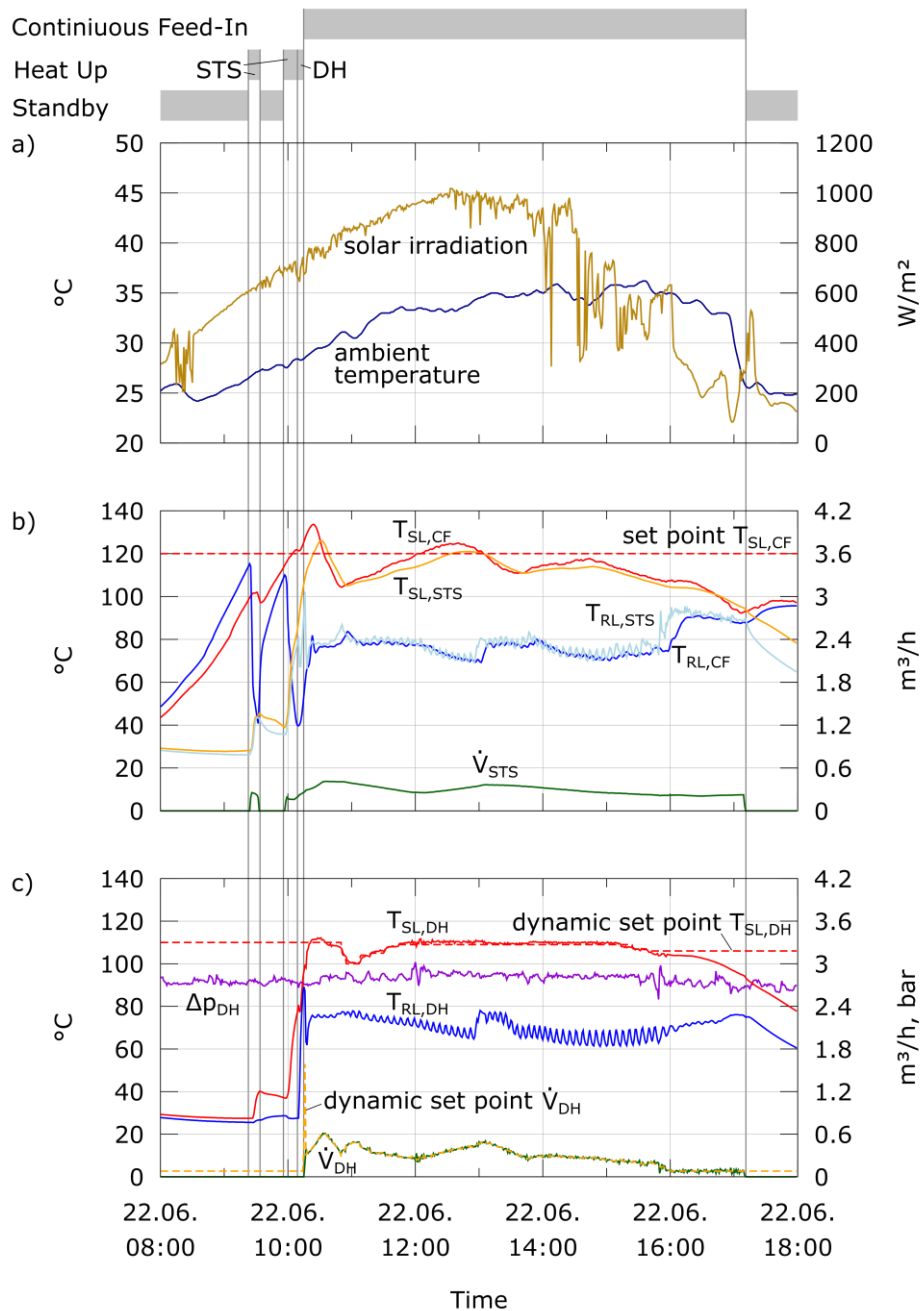 Continiuous Feed-In
Heat Up
STS
DH
Standby
a)
50
45
40
35
30
25
20
°C
1200
1000
800
600
400
200
0
W/m²
solar irradiation
ambient
temperature
b)
140
120
100
80
60
40
20
0
°C
4.2
3.6
3
2.4
1.8
1.2
0.6
0
m³/h
T_SL,CF
set point T_SL,CF
T_SL,STS
T_RL,STS
T_RL,CF
V̇_STS
c)
140
120
100
80
60
40
20
0
°C
4.2
3.6
3
2.4
1.8
1.2
0.6
0
m³/h, bar
T_SL,DH
dynamic set point T_SL,DH
Δp_DH
T_RL,DH
dynamic set point V̇_DH
V̇_DH
22.06. 22.06. 22.06. 22.06. 22.06. 22.06.
08:00 10:00 12:00 14:00 16:00 18:00
Time